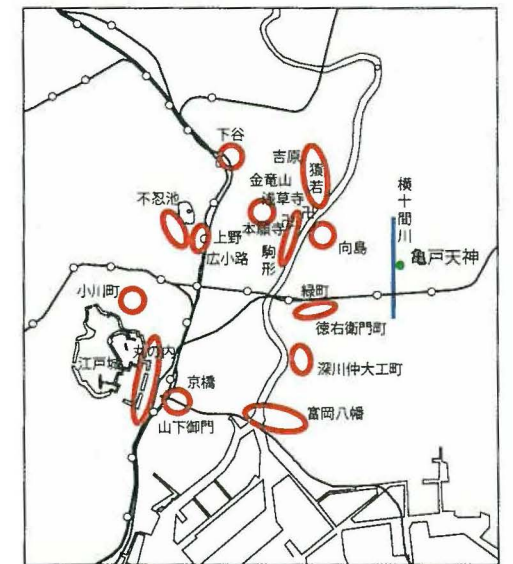 下谷
吉原
猿若
金竜山
浅草寺
不忍池
本願寺
駒形
向島
上野
広小路
横十間川
亀戸天神
小川町
緑町
徳右衛門町
江戸城
丸の内
深川仲大工町
京橋
山下御門
富岡八幡